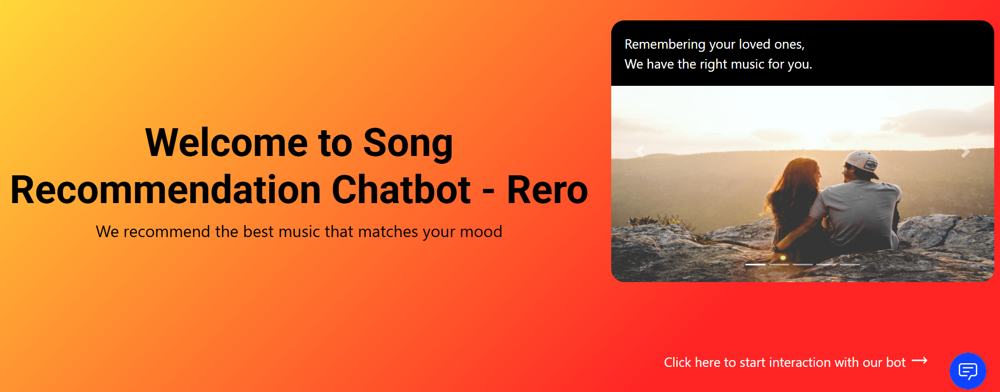 Welcome to Song
Recommendation Chatbot - Rero
We recommend the best music that matches your mood
Remembering your loved ones,
We have the right music for you.
Click here to start interaction with our bot →